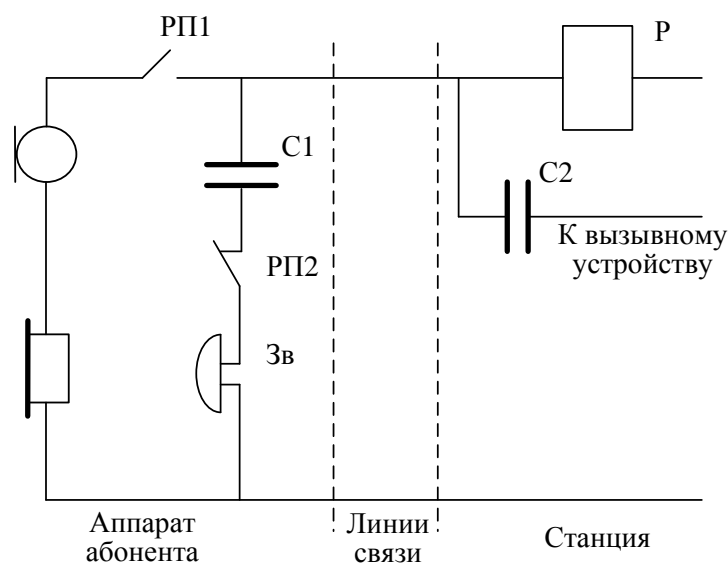 РП1
Р
С1
С2
К вызывному
устройству
РП2
Зв
Аппарат
абонента
Линии
связи
Станция